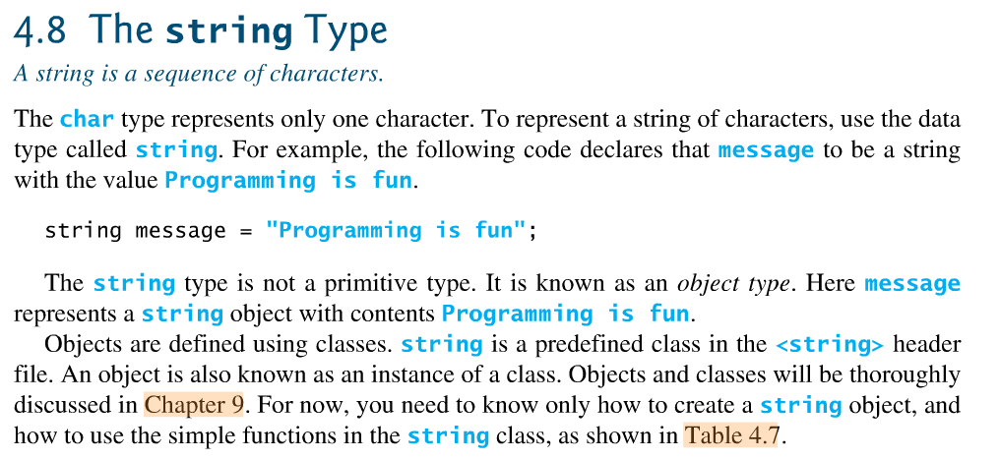 4.8 The string Type
A string is a sequence of characters.
The char type represents only one character. To represent a string of characters, use the data
type called string. For example, the following code declares that message to be a string
with the value Programming is fun.
string message = "Programming is fun";
The string type is not a primitive type. It is known as an object type. Here message
represents a string object with contents Programming is fun.
Objects are defined using classes. string is a predefined class in the <string> header
file. An object is also known as an instance of a class. Objects and classes will be thoroughly
discussed in Chapter 9. For now, you need to know only how to create a string object, and
how to use the simple functions in the string class, as shown in Table 4.7.